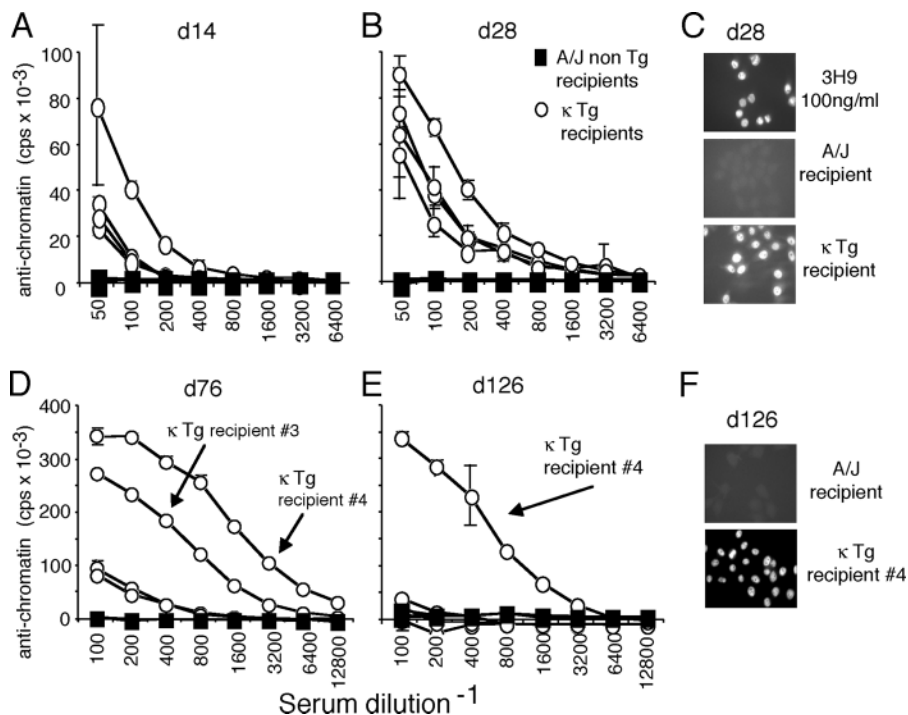 A
d14
anti-chromatin (cps x 10-3)
100
80
60
40
20
0
50
100
200
400
800
1600
3200
6400
B
d28
A/J non Tg
recipients
κ Tg
recipients
50
100
200
400
800
1600
3200
6400
C
d28
3H9
100ng/ml
A/J
recipient
κ Tg
recipient
D
d76
anti-chromatin (cps x 10-3)
400
300
200
100
0
κ Tg recipient #3
κ Tg
recipient #4
100
200
400
800
1600
3200
6400
12800
E
d126
κ Tg
recipient #4
100
200
400
8000
1600
3200
6400
12800
F
d126
A/J
recipient
κ Tg
recipient #4
Serum dilution -1